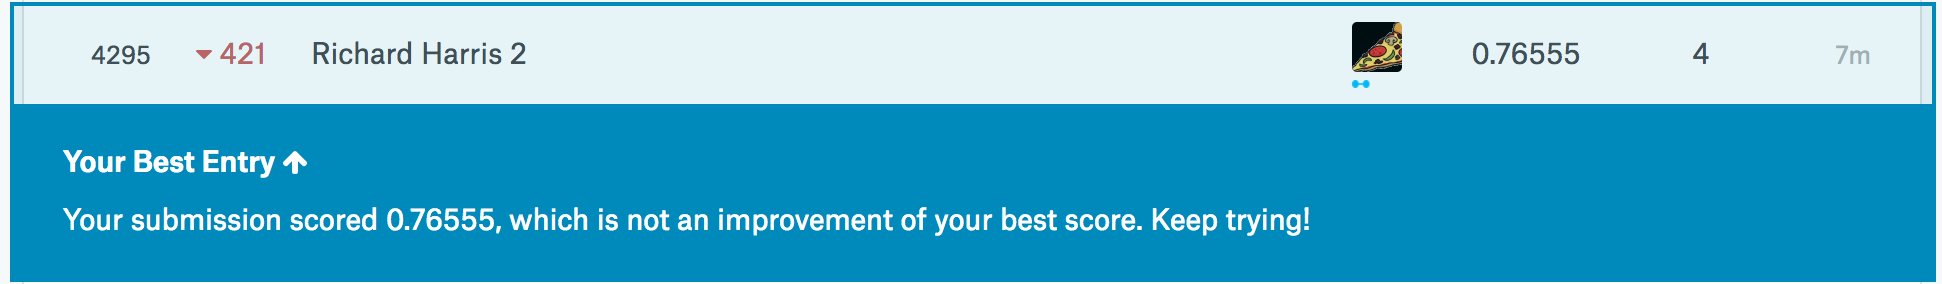 4295 421 Richard Harris 2 0.76555 4 7m
Your Best Entry
Your submission scored 0.76555, which is not an improvement of your best score. Keep trying!